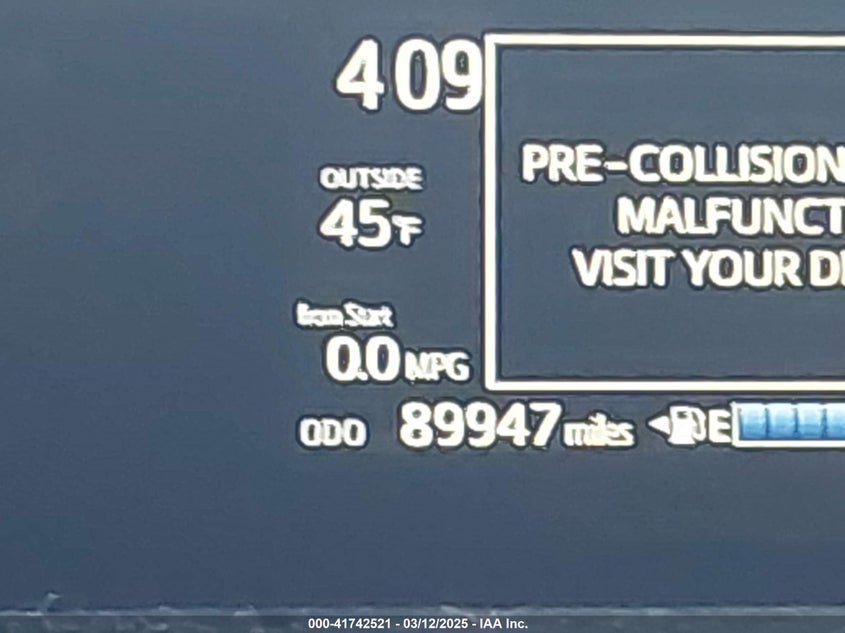 409
OUTSIDE
45°F
From Start
0.0 MPG
PRE-COLLISION
MALFUNCT
VISIT YOUR D
ODO 89947 miles E
000-41742521 - 03/12/2025 - IAA Inc.